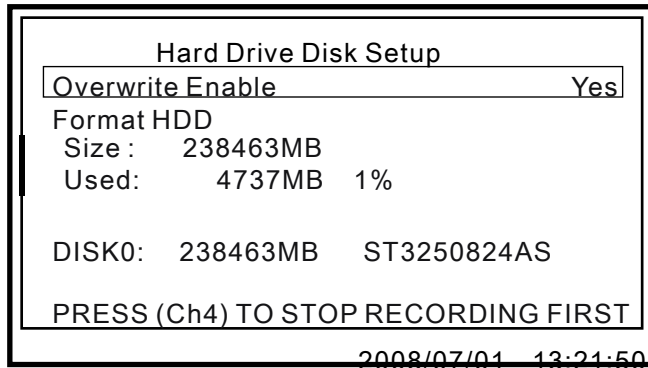 Hard Drive Disk Setup
Overwrite Enable Yes
Format HDD
Size : 238463MB
Used: 4737MB 1%
DISK0: 238463MB ST3250824AS
PRESS (Ch4) TO STOP RECORDING FIRST
2008/07/01 13:21:50